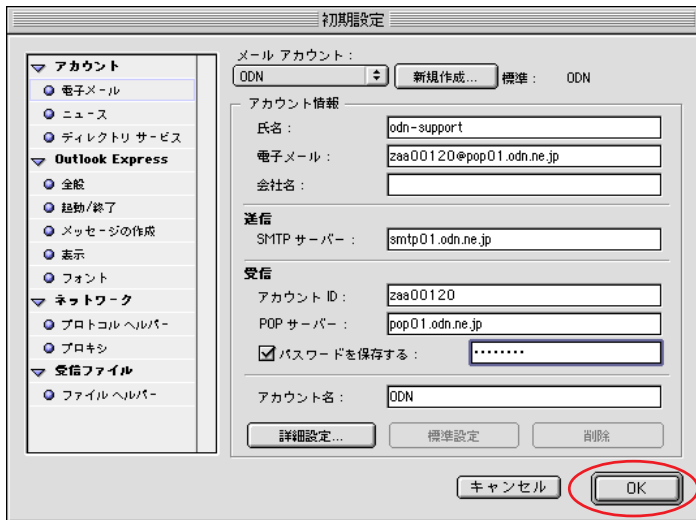 初期設定
アカウント
電子メール
ニュース
ディレクトリ サービス
Outlook Express
全般
起動/終了
メッセージの作成
表示
フォント
ネットワーク
プロトコル ヘルパー
プロキシ
受信ファイル
ファイル ヘルパー
メール アカウント：
ODN
新規作成...
標準： ODN
アカウント情報
氏名： odn-support
電子メール： zaa00120@pop01.odn.ne.jp
会社名：
送信
SMTP サーバー： smtp01.odn.ne.jp
受信
アカウント ID： zaa00120
POP サーバー： pop01.odn.ne.jp
パスワードを保存する： ••••••••
アカウント名： ODN
詳細設定... 標準設定 削除
キャンセル OK